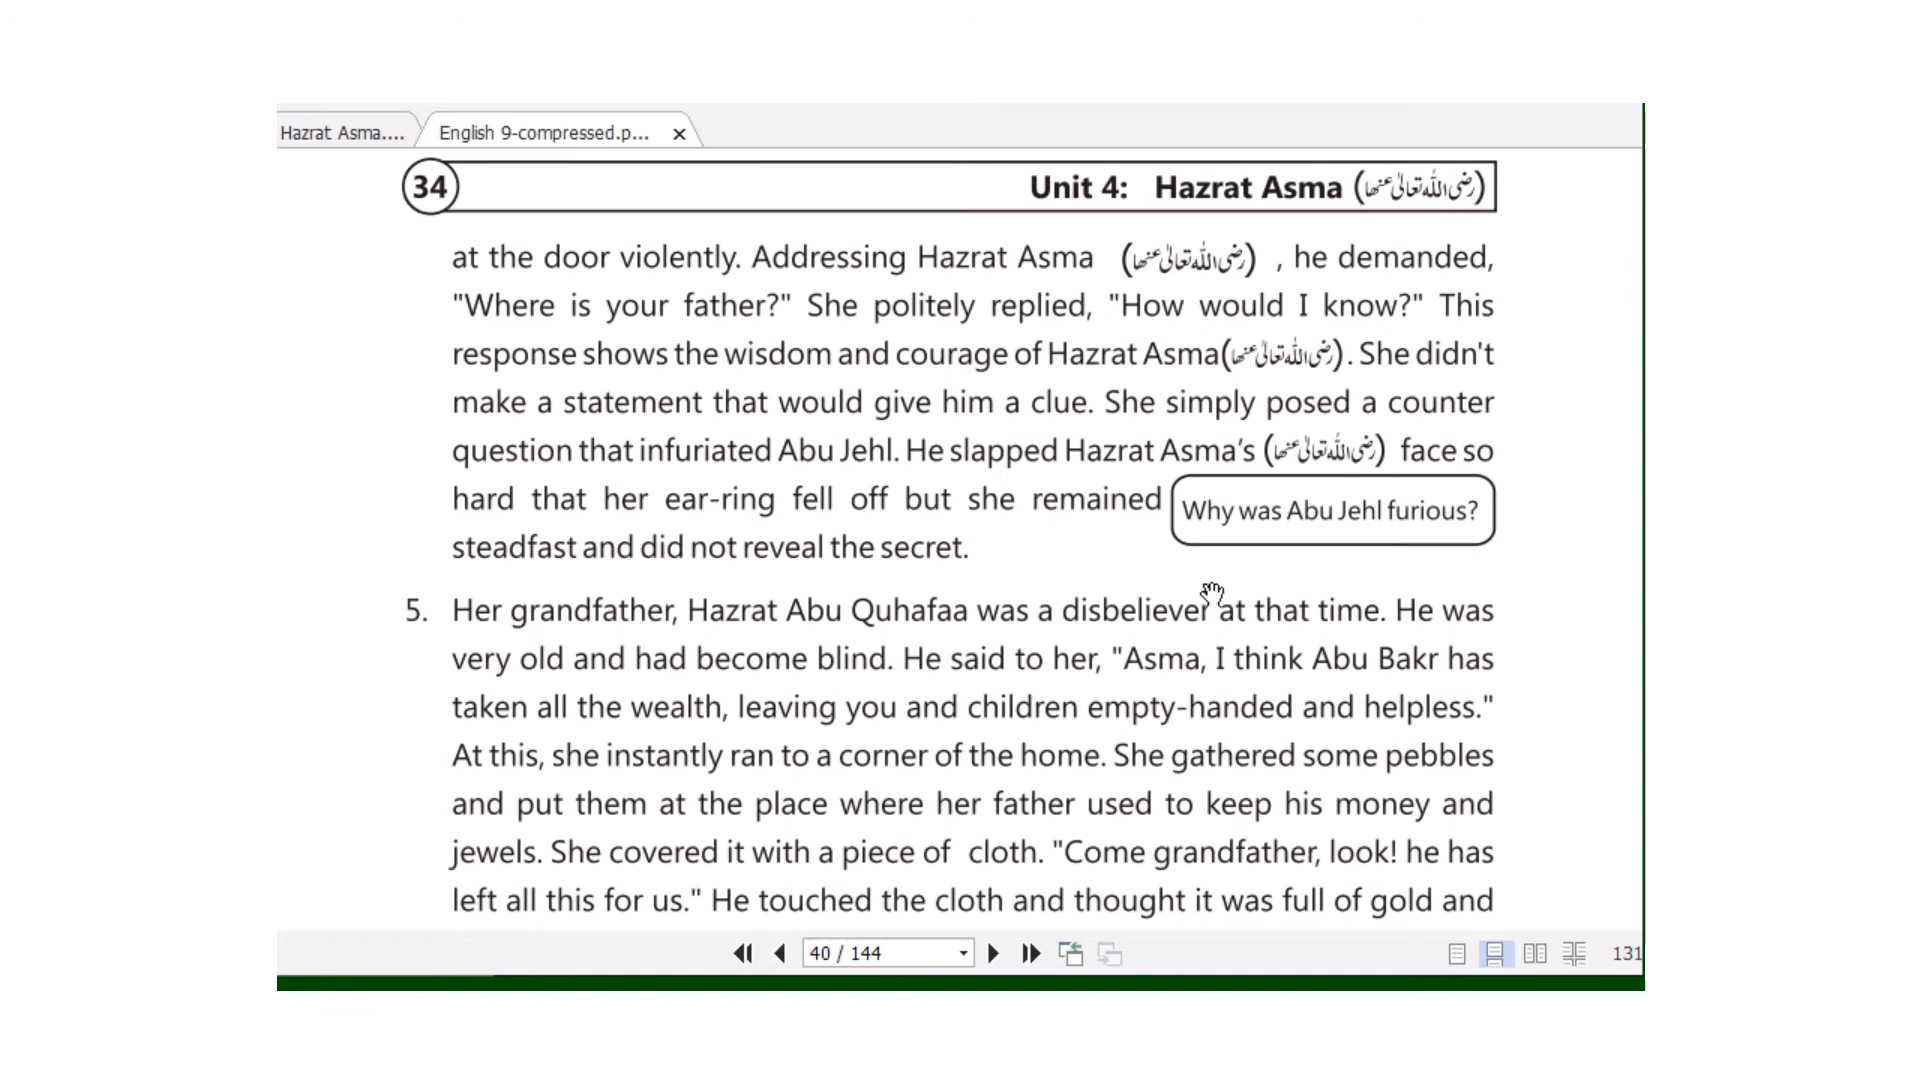 Hazrat Asma....
English 9-compressed.p...
34
Unit 4: Hazrat Asma (رضی اللہ تعالیٰ عنہا)
at the door violently. Addressing Hazrat Asma (رضی اللہ تعالیٰ عنہا) , he demanded,
"Where is your father?" She politely replied, "How would I know?" This
response shows the wisdom and courage of Hazrat Asma(رضی اللہ تعالیٰ عنہا). She didn't
make a statement that would give him a clue. She simply posed a counter
question that infuriated Abu Jehl. He slapped Hazrat Asma’s (رضی اللہ تعالیٰ عنہا) face so
hard that her ear-ring fell off but she remained
steadfast and did not reveal the secret.
Why was Abu Jehl furious?
5. Her grandfather, Hazrat Abu Quhafaa was a disbeliever at that time. He was
very old and had become blind. He said to her, "Asma, I think Abu Bakr has
taken all the wealth, leaving you and children empty-handed and helpless."
At this, she instantly ran to a corner of the home. She gathered some pebbles
and put them at the place where her father used to keep his money and
jewels. She covered it with a piece of cloth. "Come grandfather, look! he has
left all this for us." He touched the cloth and thought it was full of gold and
40 / 144
131